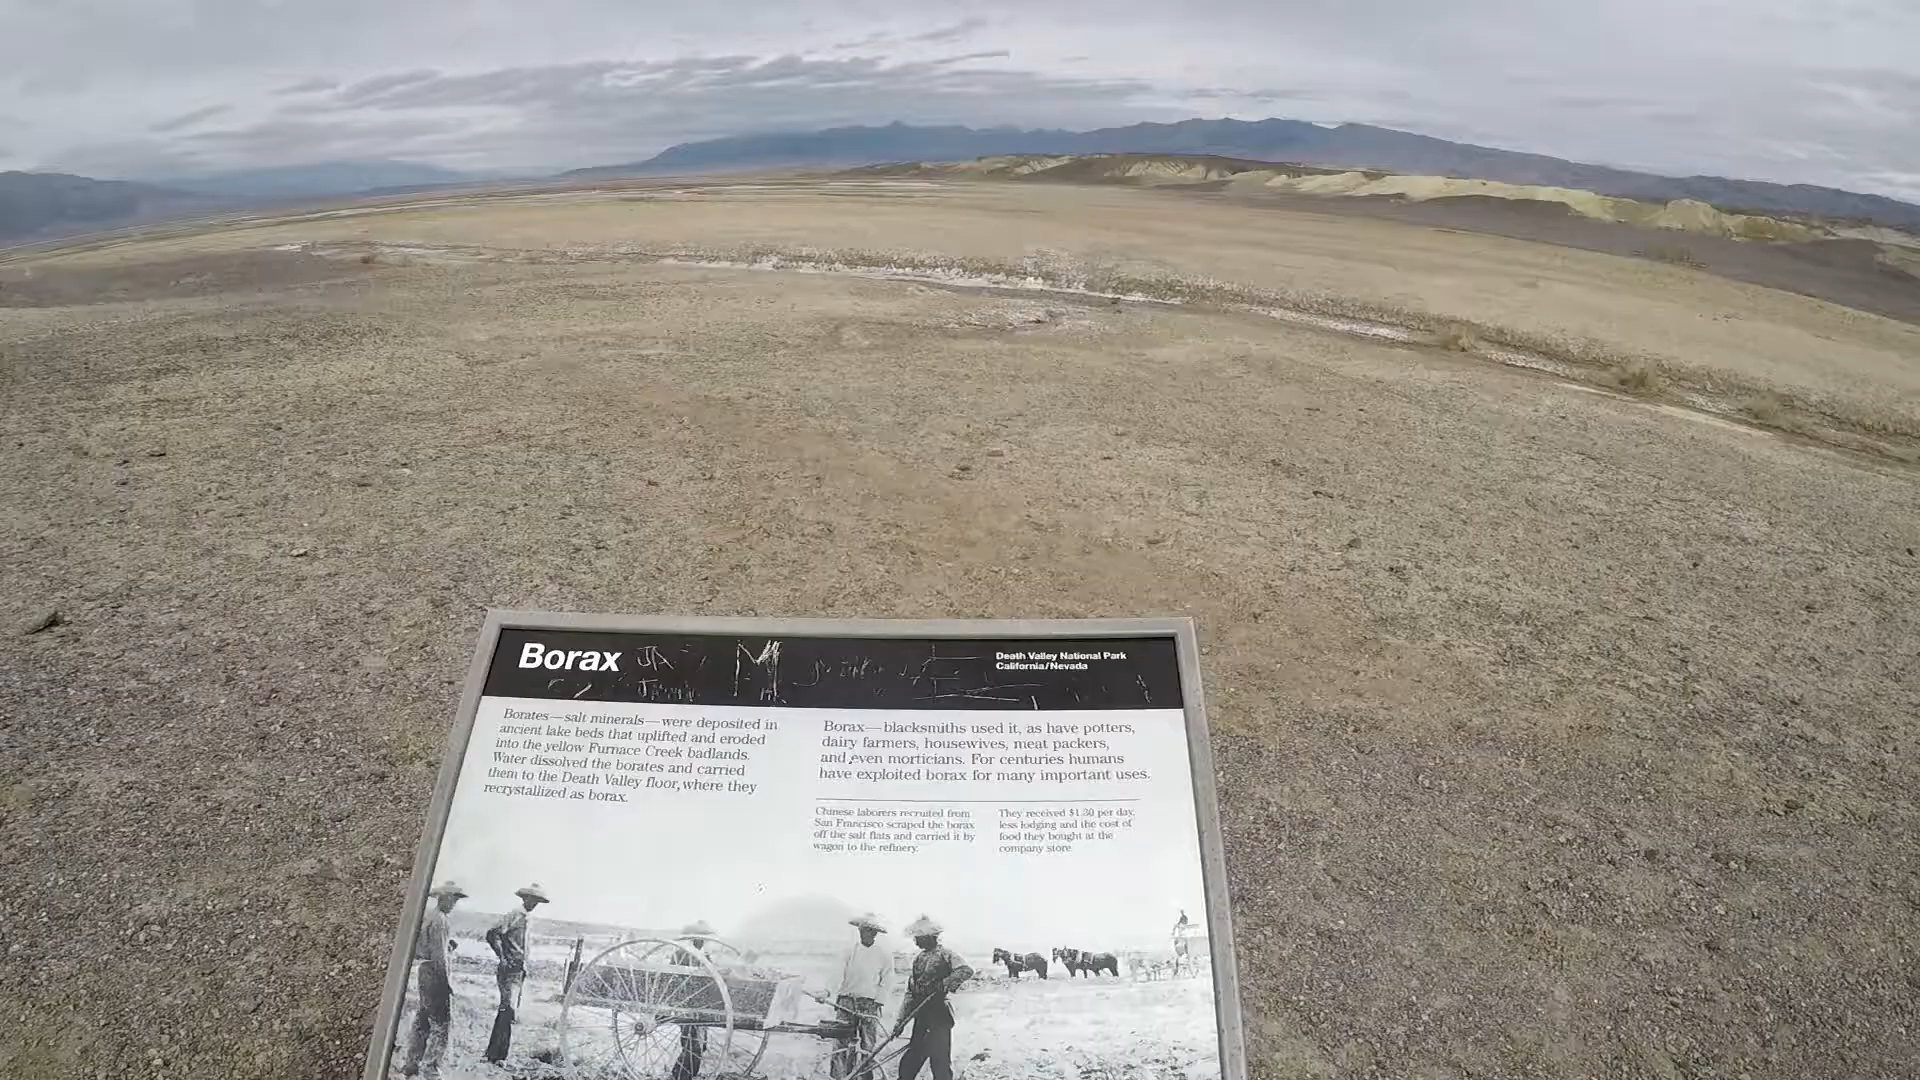 Borax
Death Valley National Park
California/Nevada
Borates—salt minerals—were deposited in
ancient lake beds that uplifted and eroded
into the yellow Furnace Creek badlands.
Water dissolved the borates and carried
them to the Death Valley floor, where they
recrystallized as borax.
Borax—blacksmiths used it, as have potters,
dairy farmers, housewives, meat packers,
and even morticians. For centuries humans
have exploited borax for many important uses.
Chinese laborers recruited from
San Francisco scraped the borax
off the salt flats and carried it by
wagon to the refinery.
They received $1.30 per day,
less lodging and the cost of
food they bought at the
company store.